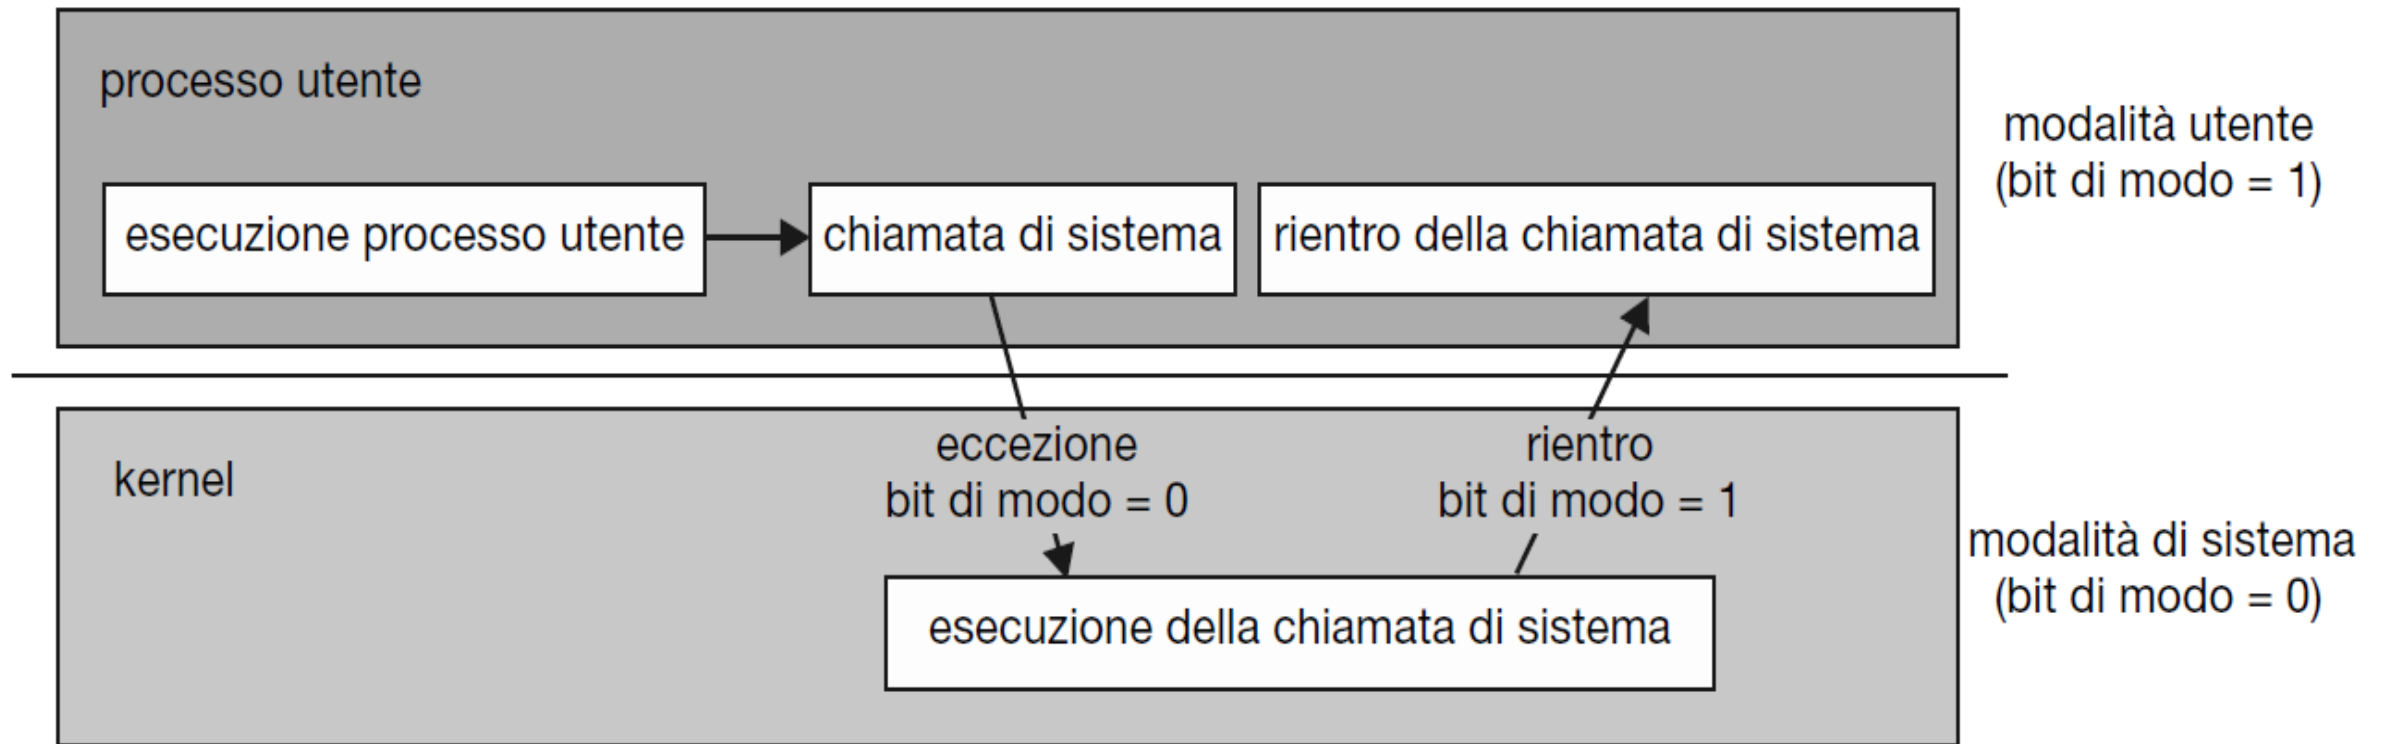 processo utente
esecuzione processo utente
chiamata di sistema
rientro della chiamata di sistema
modalità utente
(bit di modo = 1)
kernel
eccezione
bit di modo = 0
rientro
bit di modo = 1
esecuzione della chiamata di sistema
modalità di sistema
(bit di modo = 0)